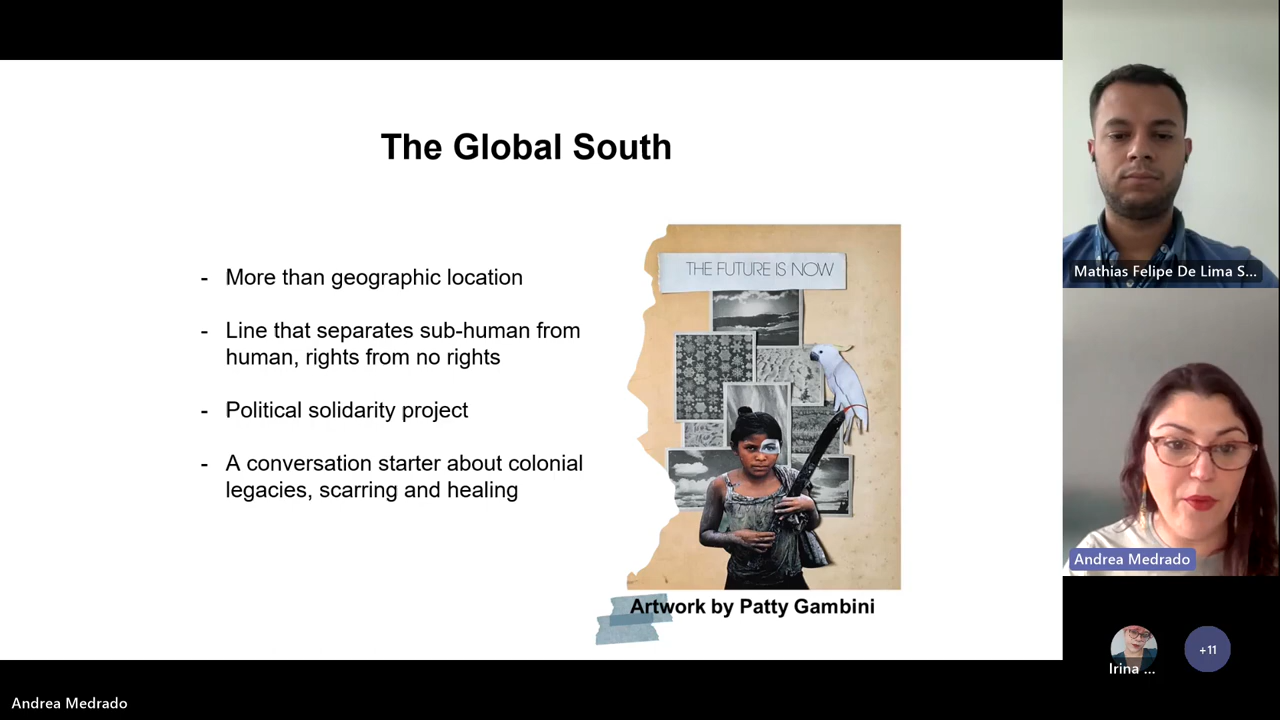 The Global South
- More than geographic location
- Line that separates sub-human from
human, rights from no rights
- Political solidarity project
- A conversation starter about colonial
legacies, scarring and healing
THE FUTURE IS NOW
Artwork by Patty Gambini
Mathias Felipe De Lima S...
Andrea Medrado
Irina ...
+11
Andrea Medrado